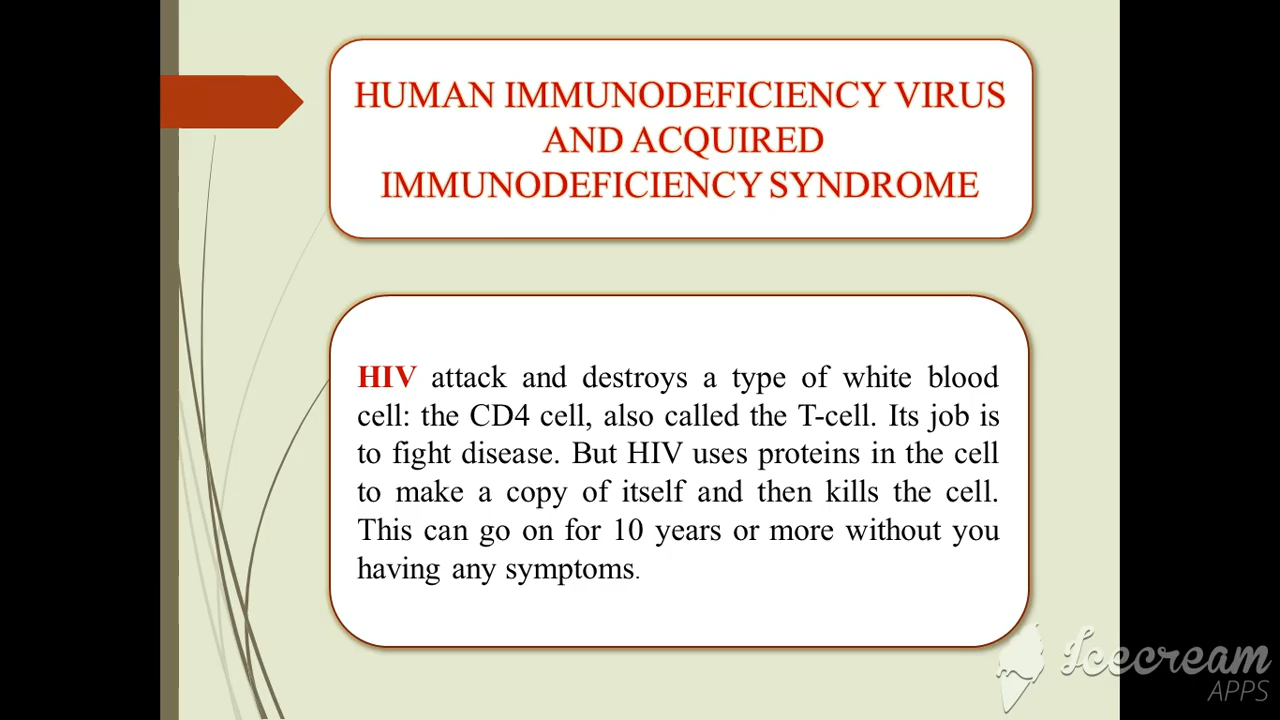 HUMAN IMMUNODEFICIENCY VIRUS
AND ACQUIRED
IMMUNODEFICIENCY SYNDROME
HIV attack and destroys a type of white blood
cell: the CD4 cell, also called the T-cell. Its job is
to fight disease. But HIV uses proteins in the cell
to make a copy of itself and then kills the cell.
This can go on for 10 years or more without you
having any symptoms.
Icecream
APPS